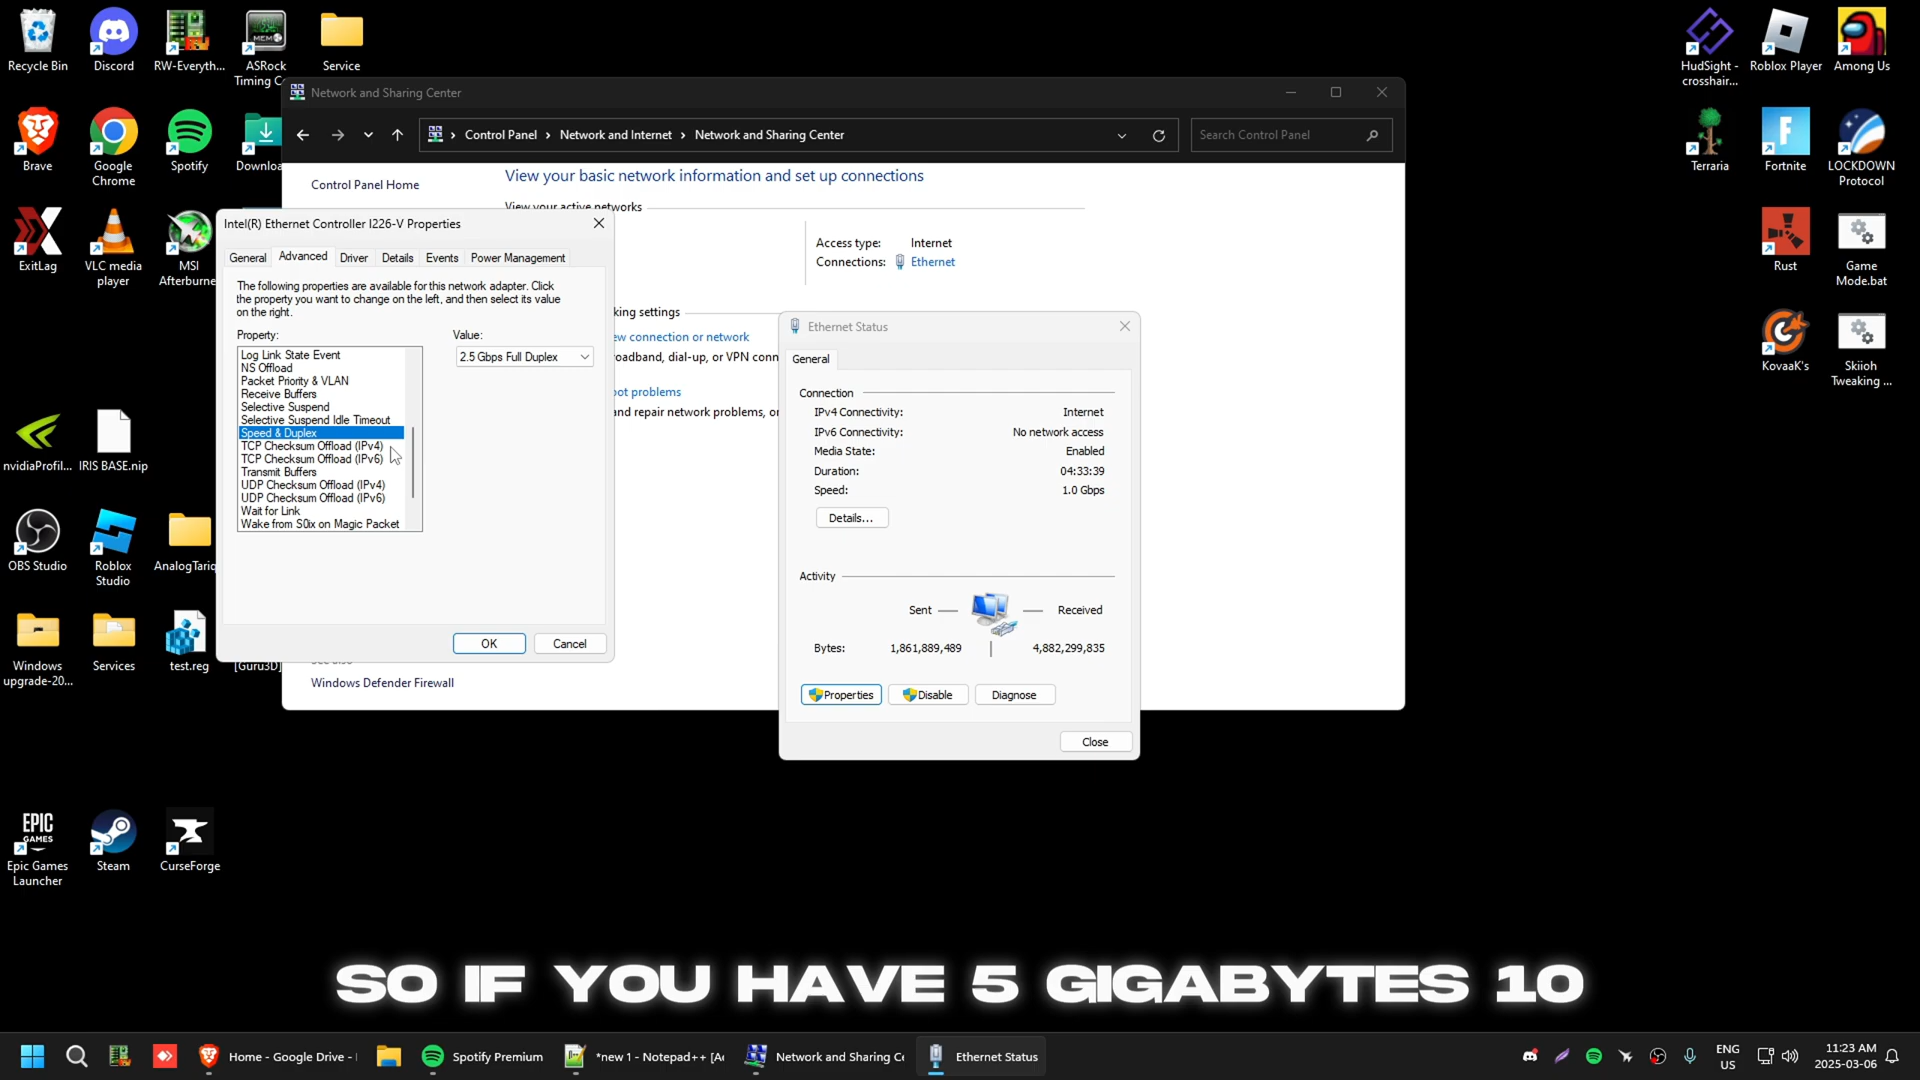 Recycle Bin
Discord
RW-Everyth...
ASRock
Timing C
Service
HudSight -
crosshair...
Roblox Player
Among Us
Brave
Google
Chrome
Spotify
Downloa
Terraria
Fortnite
LOCKDOWN
Protocol
ExitLag
VLC media
player
MSI
Afterburne
Rust
Game
Mode.bat
KovaaK's
Skiioh
Tweaking ...
nvidiaProfil...
IRIS BASE.nip
OBS Studio
Roblox
Studio
AnalogTariq
Windows
upgrade-20...
Services
test.reg
[Guru3D]
Epic Games
Launcher
Steam
CurseForge
Network and Sharing Center
Control Panel > Network and Internet > Network and Sharing Center
Search Control Panel
Control Panel Home
View your basic network information and set up connections
View your active networks
Access type: Internet
Connections: Ethernet
king settings
ew connection or network
roadband, dial-up, or VPN conn
oot problems
and repair network problems, or
See also
Windows Defender Firewall
Intel(R) Ethernet Controller I226-V Properties
General Advanced Driver Details Events Power Management
The following properties are available for this network adapter. Click
the property you want to change on the left, and then select its value
on the right.
Property:
Value:
Log Link State Event
NS Offload
Packet Priority & VLAN
Receive Buffers
Selective Suspend
Selective Suspend Idle Timeout
Speed & Duplex
TCP Checksum Offload (IPv4)
TCP Checksum Offload (IPv6)
Transmit Buffers
UDP Checksum Offload (IPv4)
UDP Checksum Offload (IPv6)
Wait for Link
Wake from S0ix on Magic Packet
2.5 Gbps Full Duplex
OK Cancel
Ethernet Status
General
Connection
IPv4 Connectivity: Internet
IPv6 Connectivity: No network access
Media State: Enabled
Duration: 04:33:39
Speed: 1.0 Gbps
Details...
Activity
Sent — — Received
Bytes: 1,861,889,489 | 4,882,299,835
Properties Disable Diagnose
Close
SO IF YOU HAVE 5 GIGABYTES 10
Home - Google Drive -
Spotify Premium
*new 1 - Notepad++ [Ac
Network and Sharing Ce
Ethernet Status
ENG
US
11:23 AM
2025-03-06